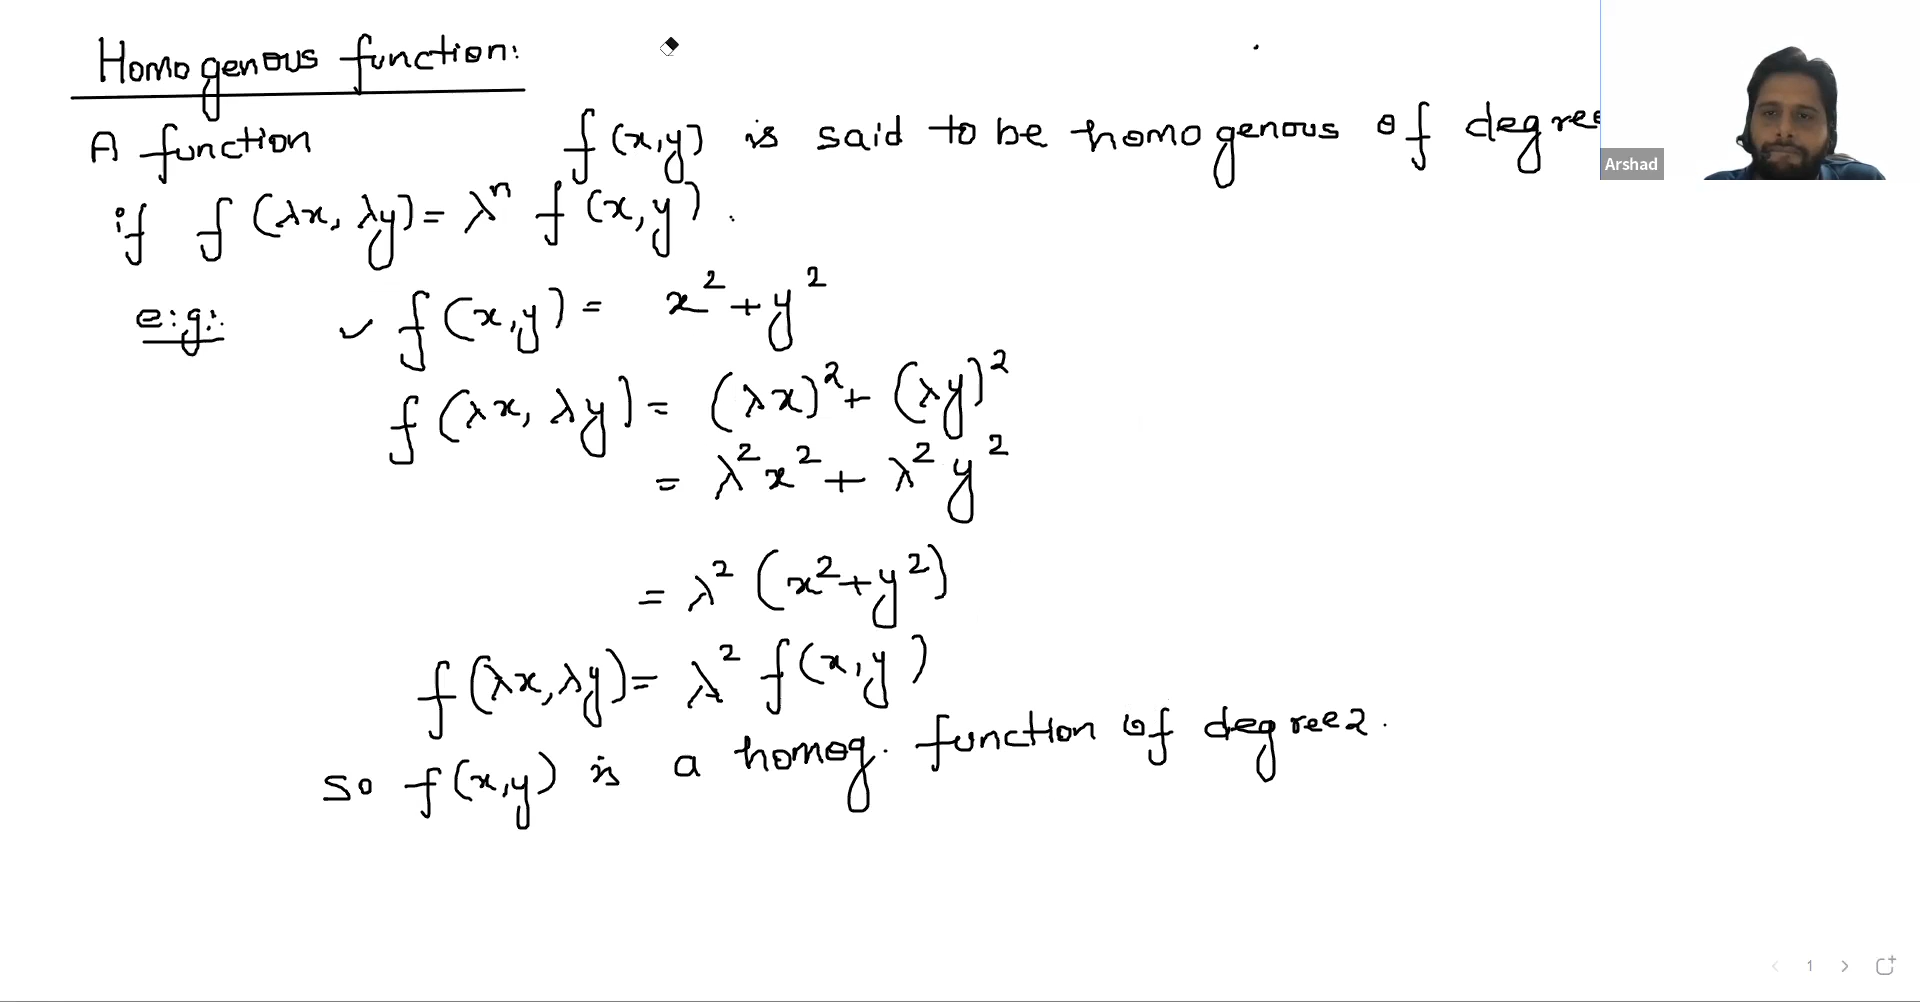 Homogenous function:
A function f(x,y) is said to be homogenous of degree
if f(λx, λy) = λⁿ f(x,y).
e.g: ✓ f(x,y) = x² + y²
f(λx, λy) = (λx)² + (λy)²
= λ²x² + λ²y²
= λ² (x²+y²)
f(λx,λy) = λ² f(x,y)
so f(x,y) is a homog. function of degree 2.
Arshad
1